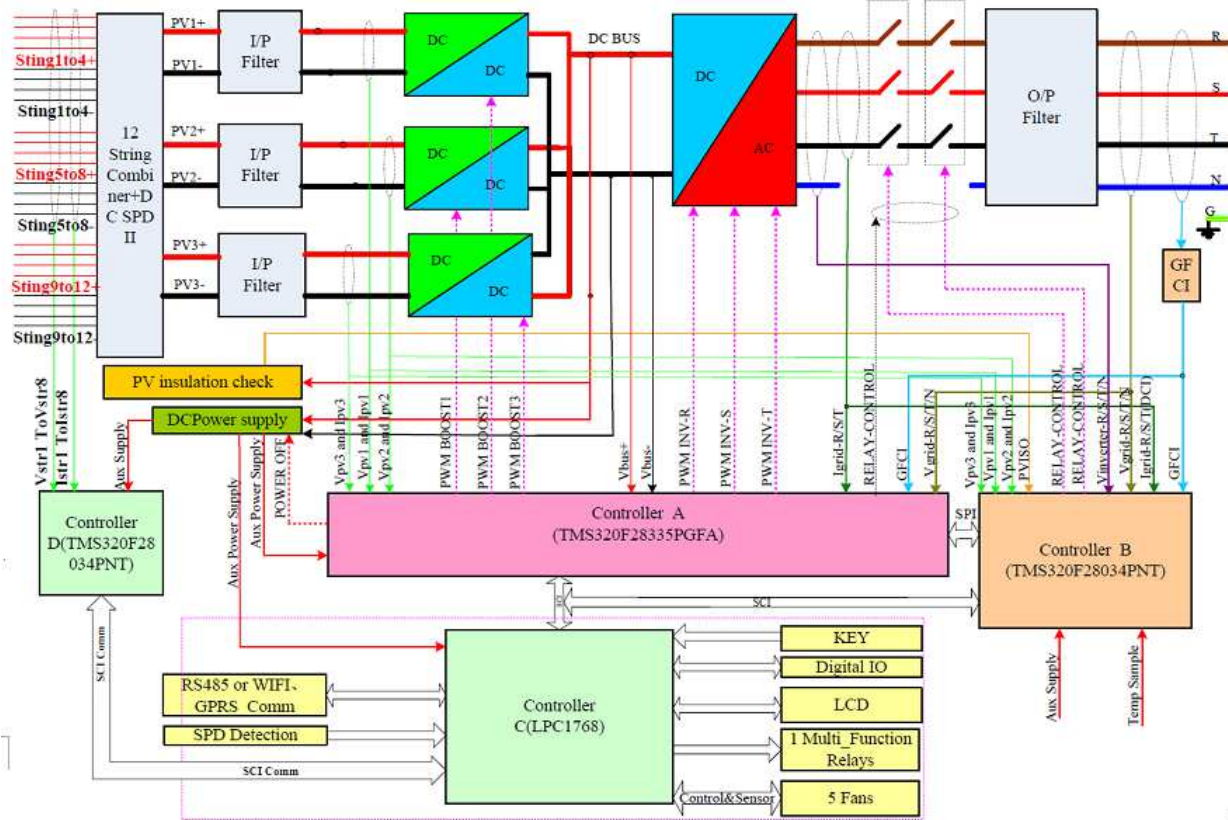 PV1+
Sting1to4+
PV1-
Sting1to4-
I/P
Filter
DC
DC
DC BUS
DC
AC
O/P
Filter
R
S
T
N
G
12
String
Combi
ner+D
C SPD
II
PV2+
Sting5to8+
PV2-
Sting5to8-
I/P
Filter
DC
DC
PV3+
Sting9to12+
PV3-
Sting9to12-
I/P
Filter
DC
DC
GF
CI
PV insulation check
DCPower supply
Vstr1 ToVstr8
Istr1 ToIstr8
Aux Supply
Aux Power Supply
Aux Power Supply
POWER OFF
Vpv3 and Ipv3
Vpv1 and Ipv1
Vpv2 and Ipv2
PWM BOOST1
PWM BOOST2
PWM BOOST3
Vbus+
Vbus-
PWM INV-R
PWM INV-S
PWM INV-T
Igrid-R/S/T
RELAY-CONTROL
GFCI
Vgrid-R/S/T/N
Vpv3 and Ipv3
Vpv1 and Ipv1
Vpv2 and Ipv2
PVISO
RELAY-CONTROL
RELAY-CONTROL
Vinverter-R/S/T/N
Vgrid-R/S/T/N
Igrid-R/S/T(DCI)
GFCI
Controller
D(TMS320F28
034PNT)
Controller A
(TMS320F28335PGFA)
SPI
Controller B
(TMS320F28034PNT)
SCI
SCI
SCI Comm
Aux Supply
Temp Sample
RS485 or WIFI、
GPRS Comm
SPD Detection
SCI Comm
Controller
C(LPC1768)
KEY
Digital IO
LCD
1 Multi_Function
Relays
Control&Sensor
5 Fans